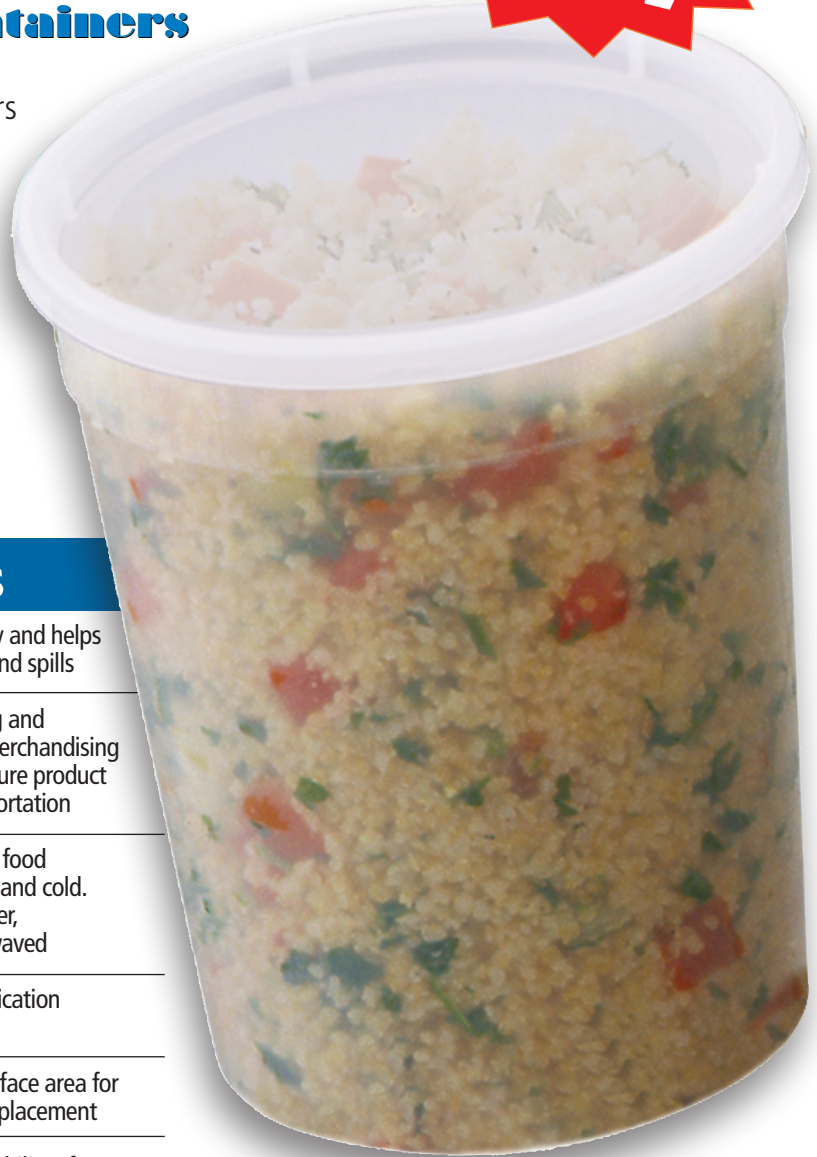 ntainers
rs
s
y and helps
nd spills
g and
erchandising
ure product
ortation
food
and cold.
er,
vaved
ication
face area for
placement